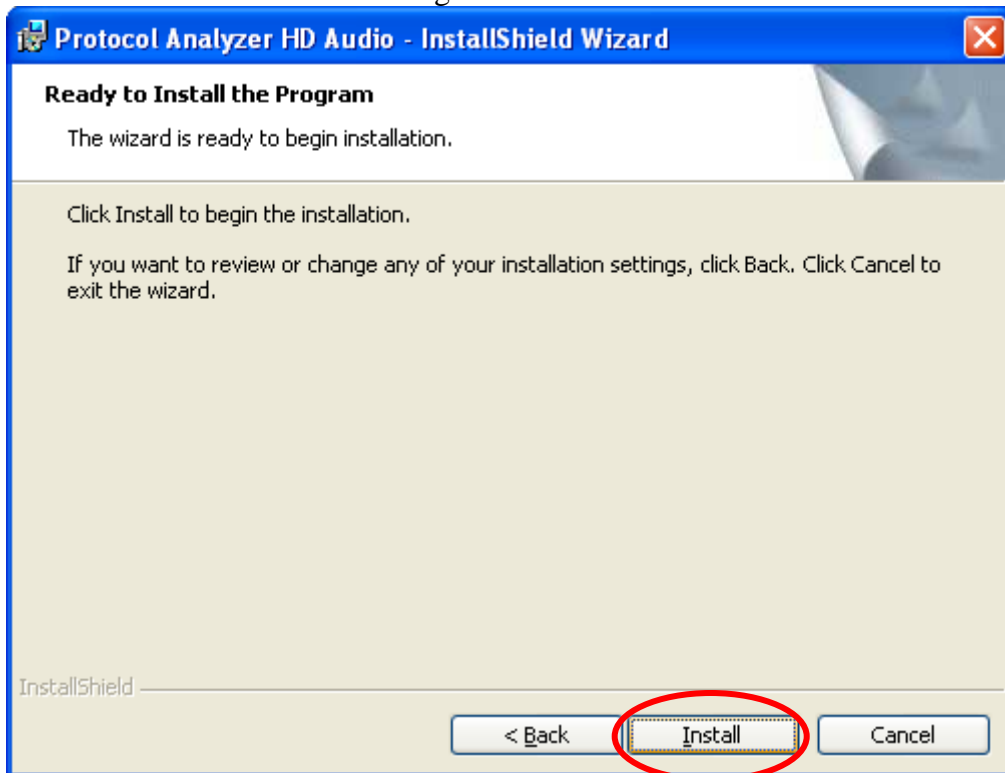 Protocol Analyzer HD Audio - InstallShield Wizard
Ready to Install the Program
The wizard is ready to begin installation.
Click Install to begin the installation.
If you want to review or change any of your installation settings, click Back. Click Cancel to
exit the wizard.
InstallShield
< Back Install Cancel